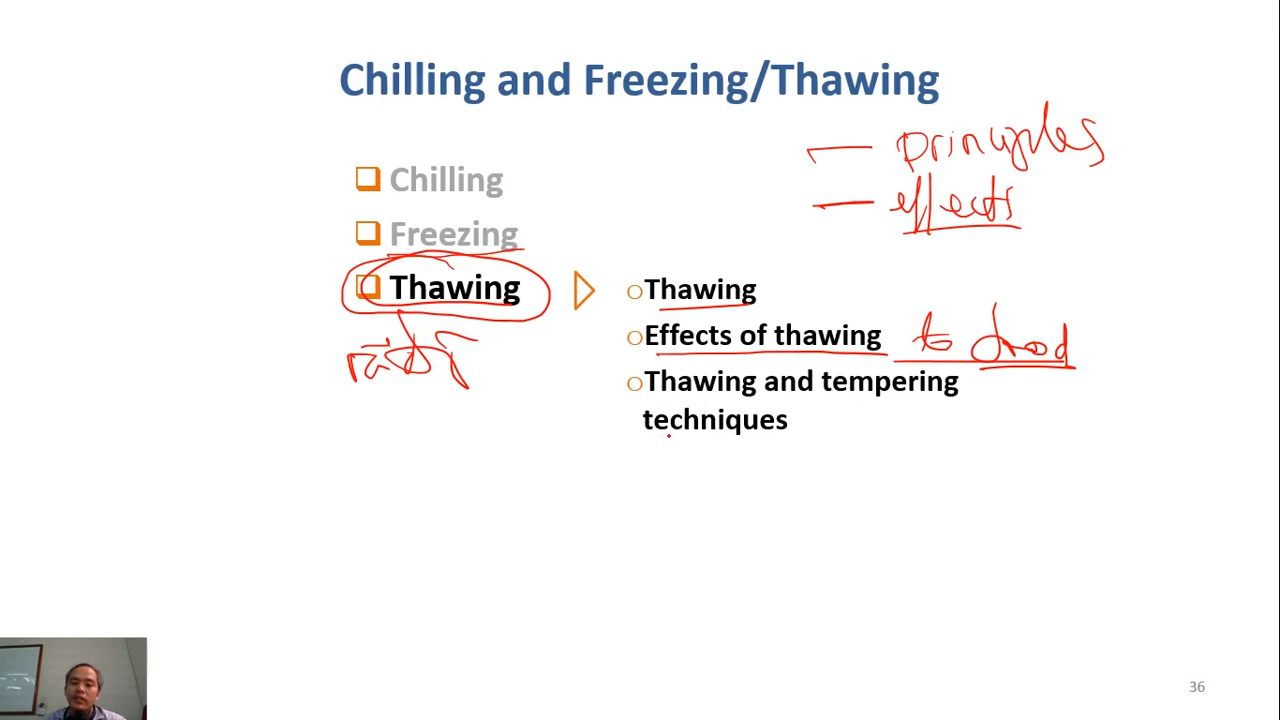 Chilling and Freezing/Thawing
principles
effects
Chilling
Freezing
Thawing
Thawing
Effects of thawing to
Thawing and tempering
techniques
36